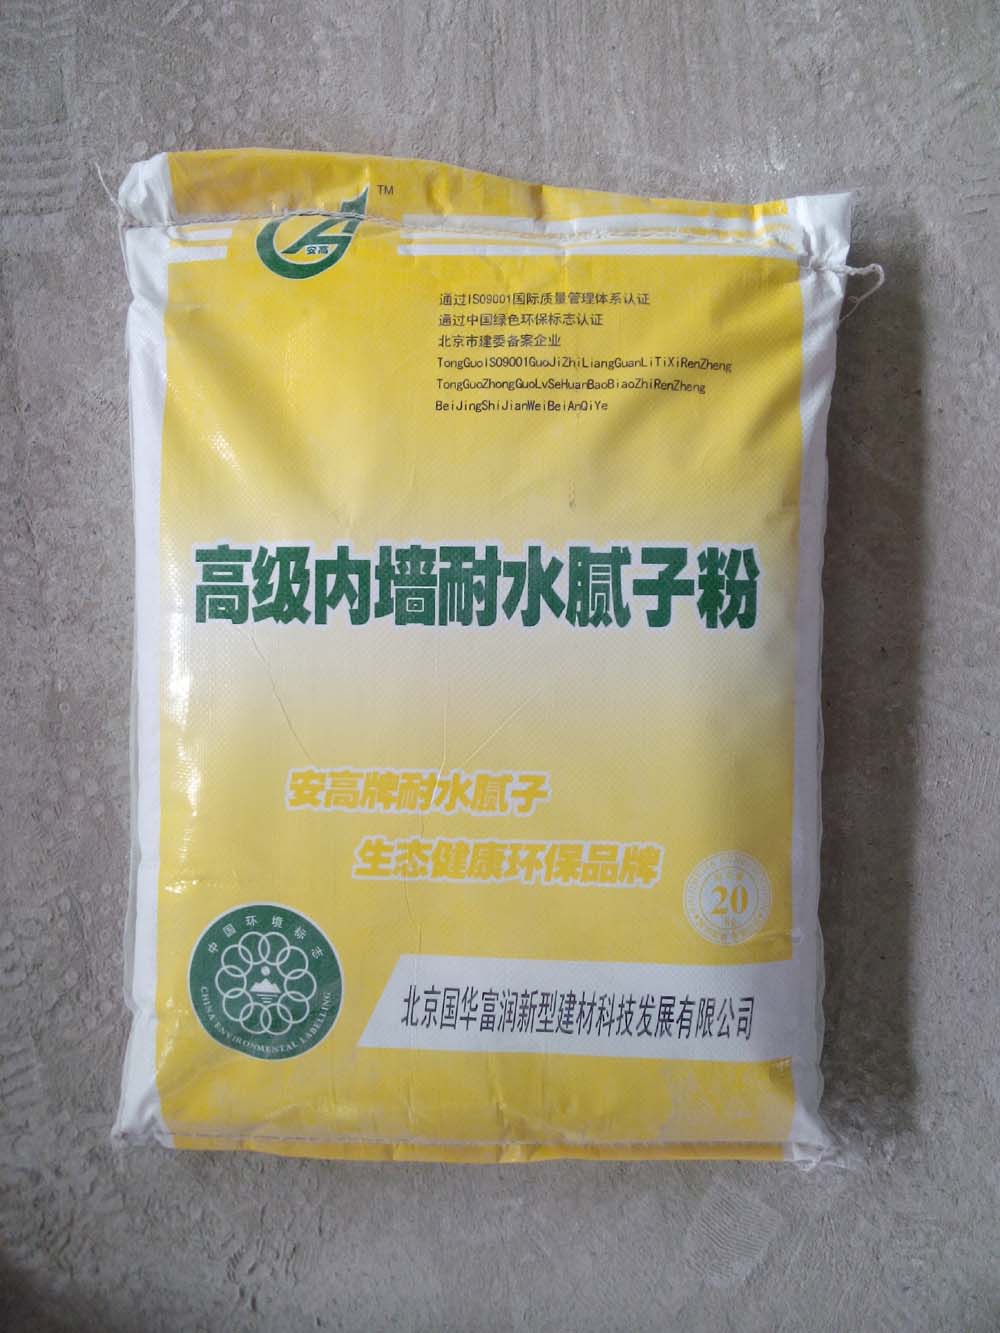 TM
安高
通过ISO9001国际质量管理体系认证
通过中国绿色环保标志认证
北京市建委备案企业
TongGuoISO9001GuoJiZhiLiangGuanLiTiXiRenZheng
TongGuoZhongGuoLvSeHuanBaoBiaoZhiRenZheng
BeiJingShiJianWeiBeiAnQiYe
高级内墙耐水腻子粉
安高牌耐水腻子
生态健康环保品牌
20
中国环境标志
CHINA ENVIRONMENTAL LABELLING
北京国华富润新型建材科技发展有限公司